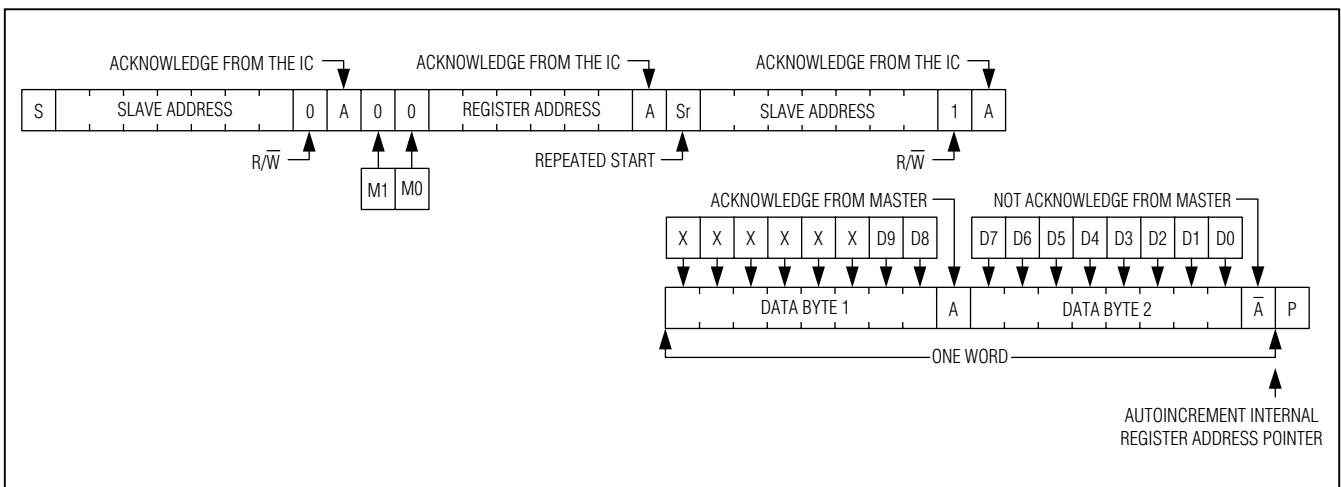 ACKNOWLEDGE FROM THE IC ACKNOWLEDGE FROM THE IC ACKNOWLEDGE FROM THE IC
S SLAVE ADDRESS 0 A 0 0 REGISTER ADDRESS A Sr SLAVE ADDRESS 1 A
R/W̅ REPEATED START R/W̅
M1 M0
ACKNOWLEDGE FROM MASTER NOT ACKNOWLEDGE FROM MASTER
X X X X X X D9 D8 D7 D6 D5 D4 D3 D2 D1 D0
DATA BYTE 1 A DATA BYTE 2 A̅ P
ONE WORD
AUTOINCREMENT INTERNAL
REGISTER ADDRESS POINTER